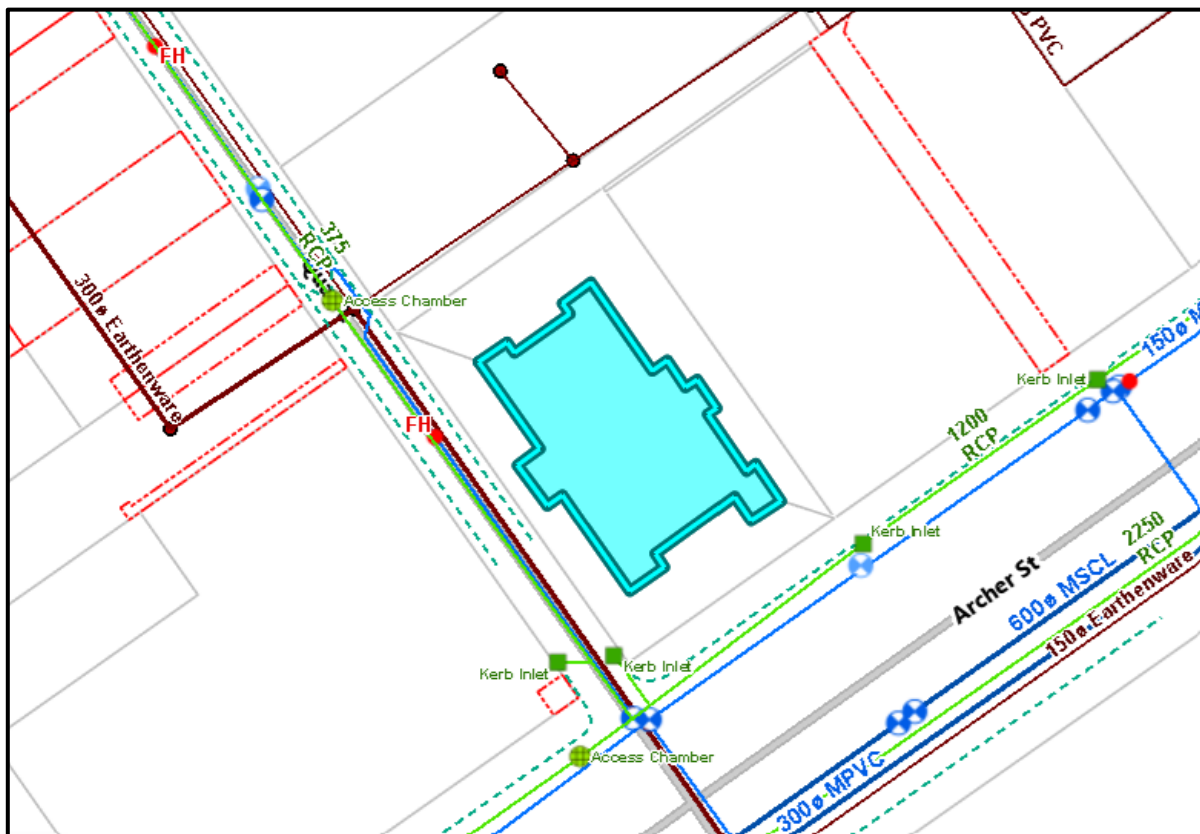 FH
PVC
375
RCP
Access Chamber
300ø Earthenware
FH
150ø M
Kerb Inlet
1200
RCP
Kerb Inlet
2250
RCP
Archer St
600ø MSCL
150ø Earthenware
Kerb Inlet
Kerb Inlet
Access Chamber
300ø MPVC